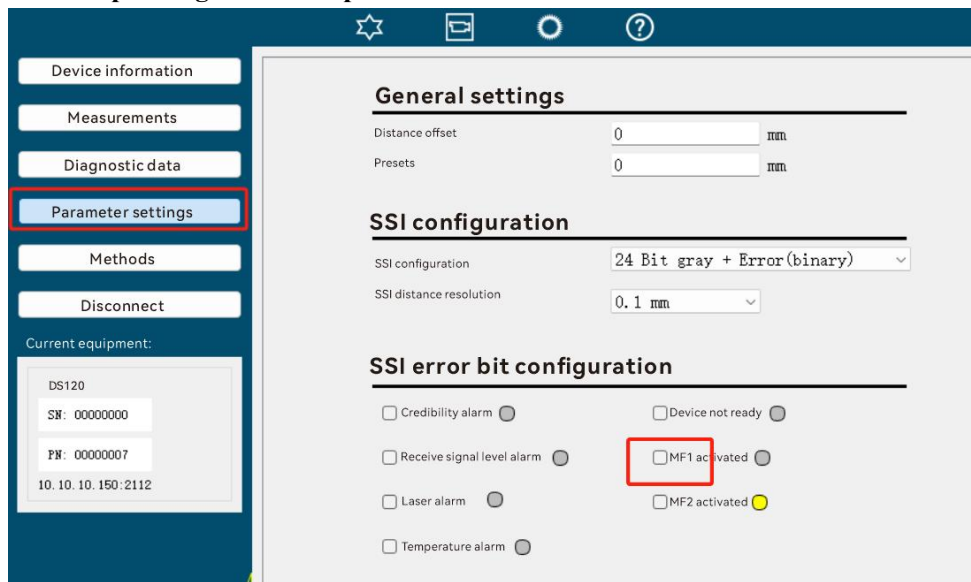 Device information
Measurements
Diagnostic data
Parameter settings
Methods
Disconnect
Current equipment:
DS120
SN: 00000000
PN: 00000007
10.10.10.150:2112
General settings
Distance offset 0 mm
Presets 0 mm
SSI configuration
SSI configuration 24 Bit gray + Error(binary)
SSI distance resolution 0.1 mm
SSI error bit configuration
Credibility alarm Device not ready
Receive signal level alarm MF1 activated
Laser alarm MF2 activated
Temperature alarm